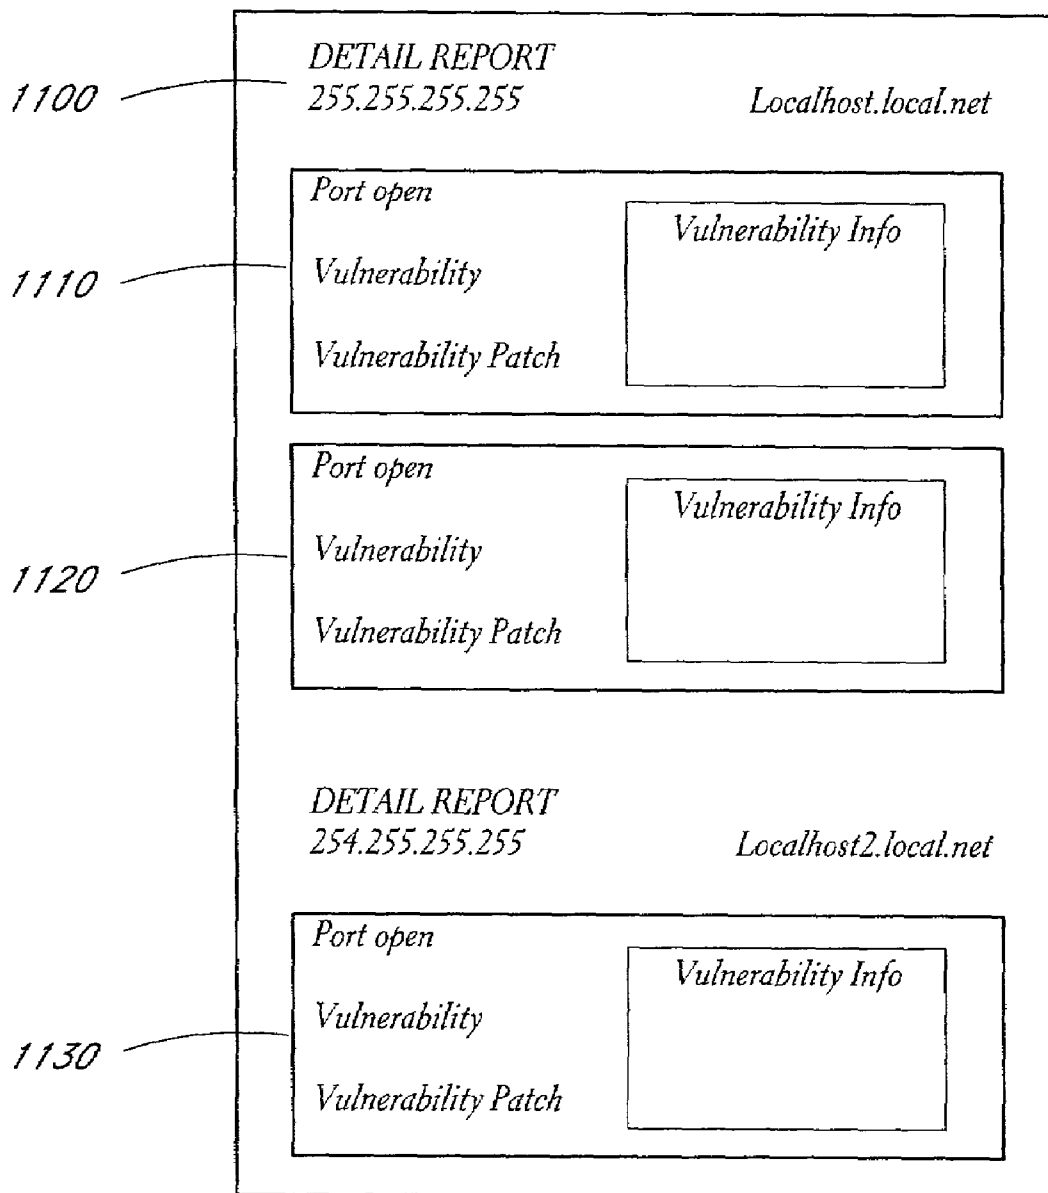 DETAIL REPORT
1100
255.255.255.255 Localhost.local.net
Port open
Vulnerability Info
1110
Vulnerability
Vulnerability Patch
Port open
Vulnerability Info
1120
Vulnerability
Vulnerability Patch
DETAIL REPORT
254.255.255.255 Localhost2.local.net
Port open
Vulnerability Info
1130
Vulnerability
Vulnerability Patch